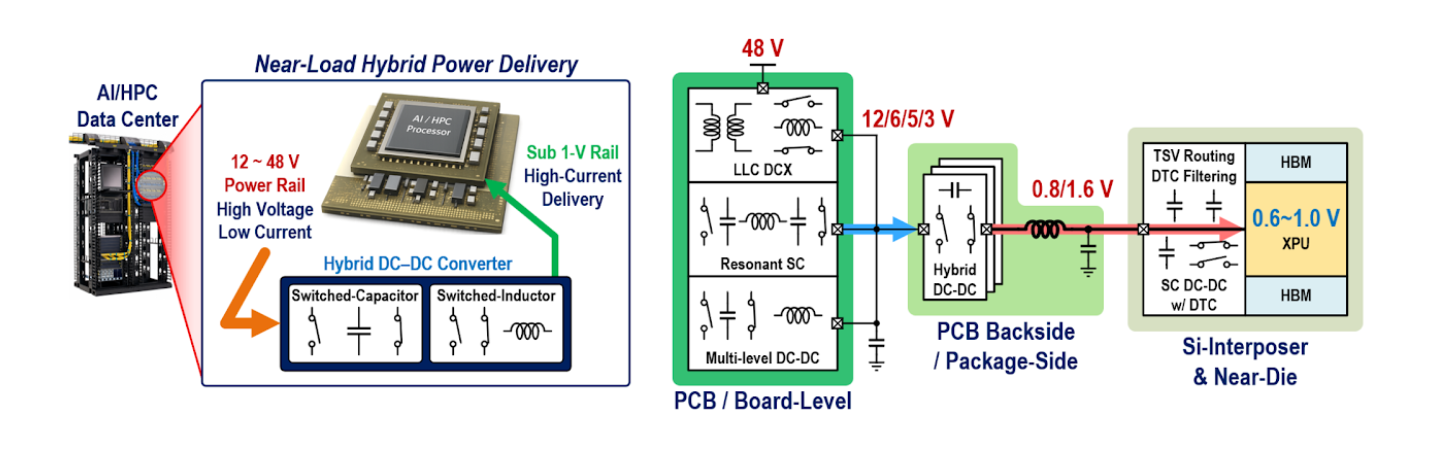 Near-Load Hybrid Power Delivery
AI/HPC
Data Center
12 ~ 48 V
Power Rail
High Voltage
Low Current
AI / HPC
Processor
Sub 1-V Rail
High-Current
Delivery
Hybrid DC–DC Converter
Switched-Capacitor
Switched-Inductor
48 V
LLC DCX
Resonant SC
Multi-level DC-DC
PCB / Board-Level
12/6/5/3 V
Hybrid
DC-DC
0.8/1.6 V
PCB Backside
/ Package-Side
TSV Routing
DTC Filtering
SC DC-DC
w/ DTC
HBM
0.6~1.0 V
XPU
HBM
Si-Interposer
& Near-Die